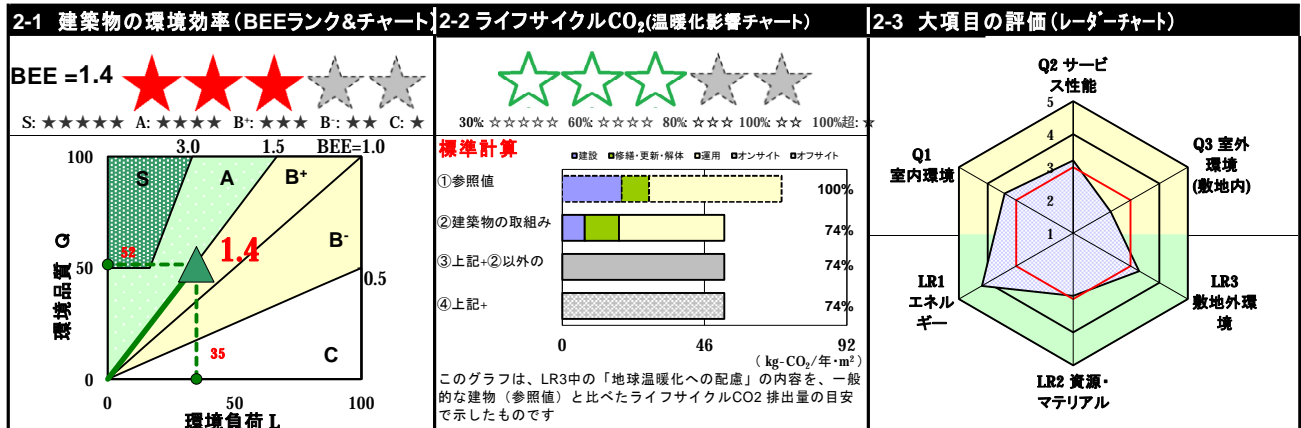 2-1 建築物の環境効率(BEEランク&チャート)
BEE =1.4
S: ★★★★★ A: ★★★★ B+: ★★★ B-: ★★ C: ★
3.0 1.5 BEE=1.0
100
S A B+
B-
1.4
52
50
0.5
35
C
環境品質 Q
0
0 50 100
環境負荷 L
2-2 ライフサイクルCO2(温暖化影響チャート)
30%: ☆☆☆☆☆ 60%: ☆☆☆☆ 80%: ☆☆☆ 100%: ☆☆ 100%超: ★
標準計算
■建設 ■修繕・更新・解体 □運用 ■オンサイト ■オフサイト
①参照値 100%
②建築物の取組み 74%
③上記+②以外の 74%
④上記+ 74%
0 46 92
( kg-CO2/年・m2 )
このグラフは、LR3中の「地球温暖化への配慮」の内容を、一般
的な建物（参照値）と比べたライフサイクルCO2 排出量の目安
で示したものです
2-3 大項目の評価(レーダーチャート)
Q2 サービ
ス性能
5
4
3
2
1
Q1
室内環境
Q3 室外
環境
(敷地内)
LR1
エネル
ギー
LR3
敷地外環
境
LR2 資源・
マテリアル